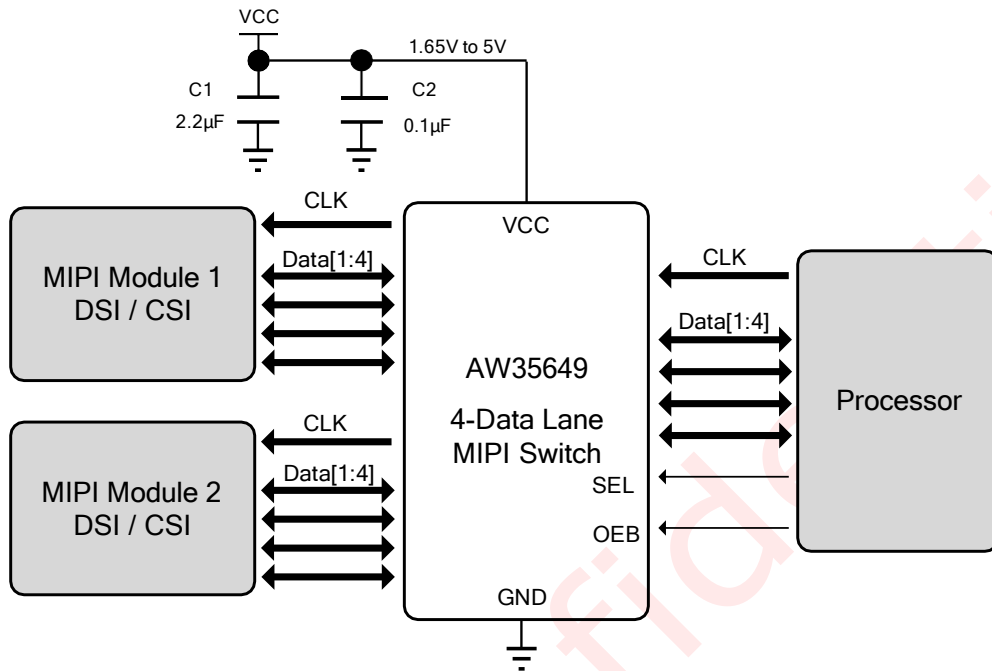 VCC
1.65V to 5V
C1
2.2µF
C2
0.1µF
CLK
Data[1:4]
MIPI Module 1
DSI / CSI
CLK
Data[1:4]
MIPI Module 2
DSI / CSI
VCC
AW35649
4-Data Lane
MIPI Switch
SEL
OEB
GND
CLK
Data[1:4]
Processor